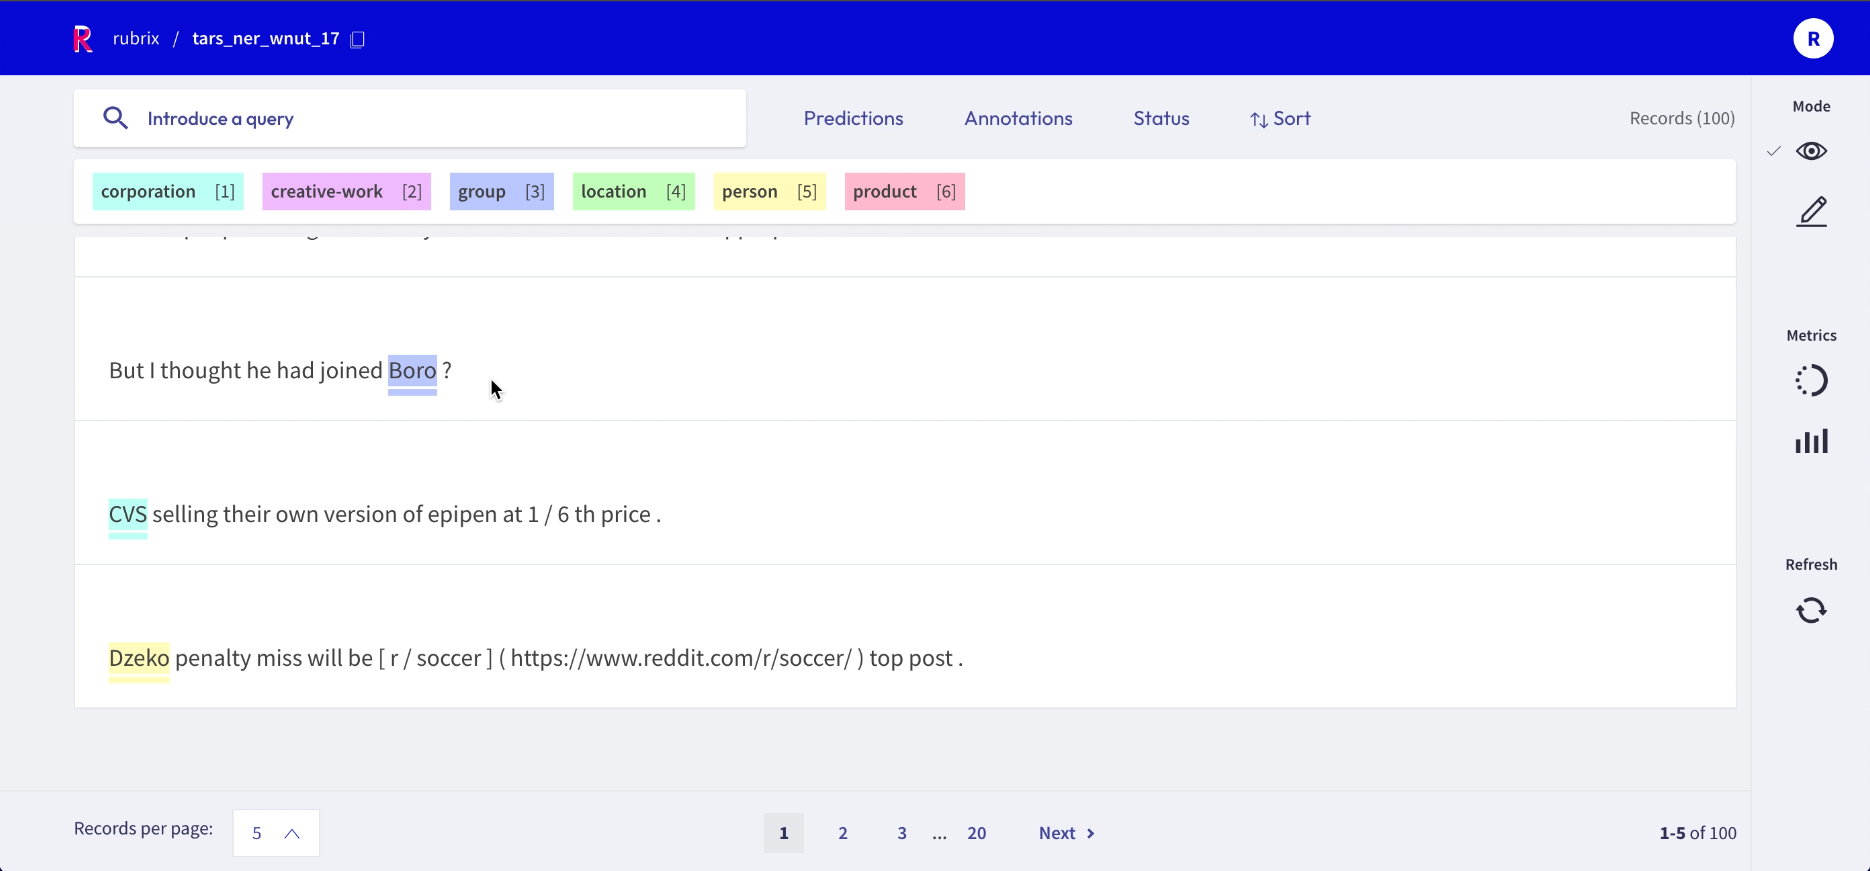 rubrix / tars_ner_wnut_17
R
Introduce a query
Predictions
Annotations
Status
Sort
Records (100)
Mode
corporation [1]
creative-work [2]
group [3]
location [4]
person [5]
product [6]
But I thought he had joined Boro ?
Metrics
CVS selling their own version of epipen at 1 / 6 th price .
Refresh
Dzeko penalty miss will be [ r / soccer ] ( https://www.reddit.com/r/soccer/ ) top post .
Records per page: 5
1 2 3 ... 20 Next
1-5 of 100